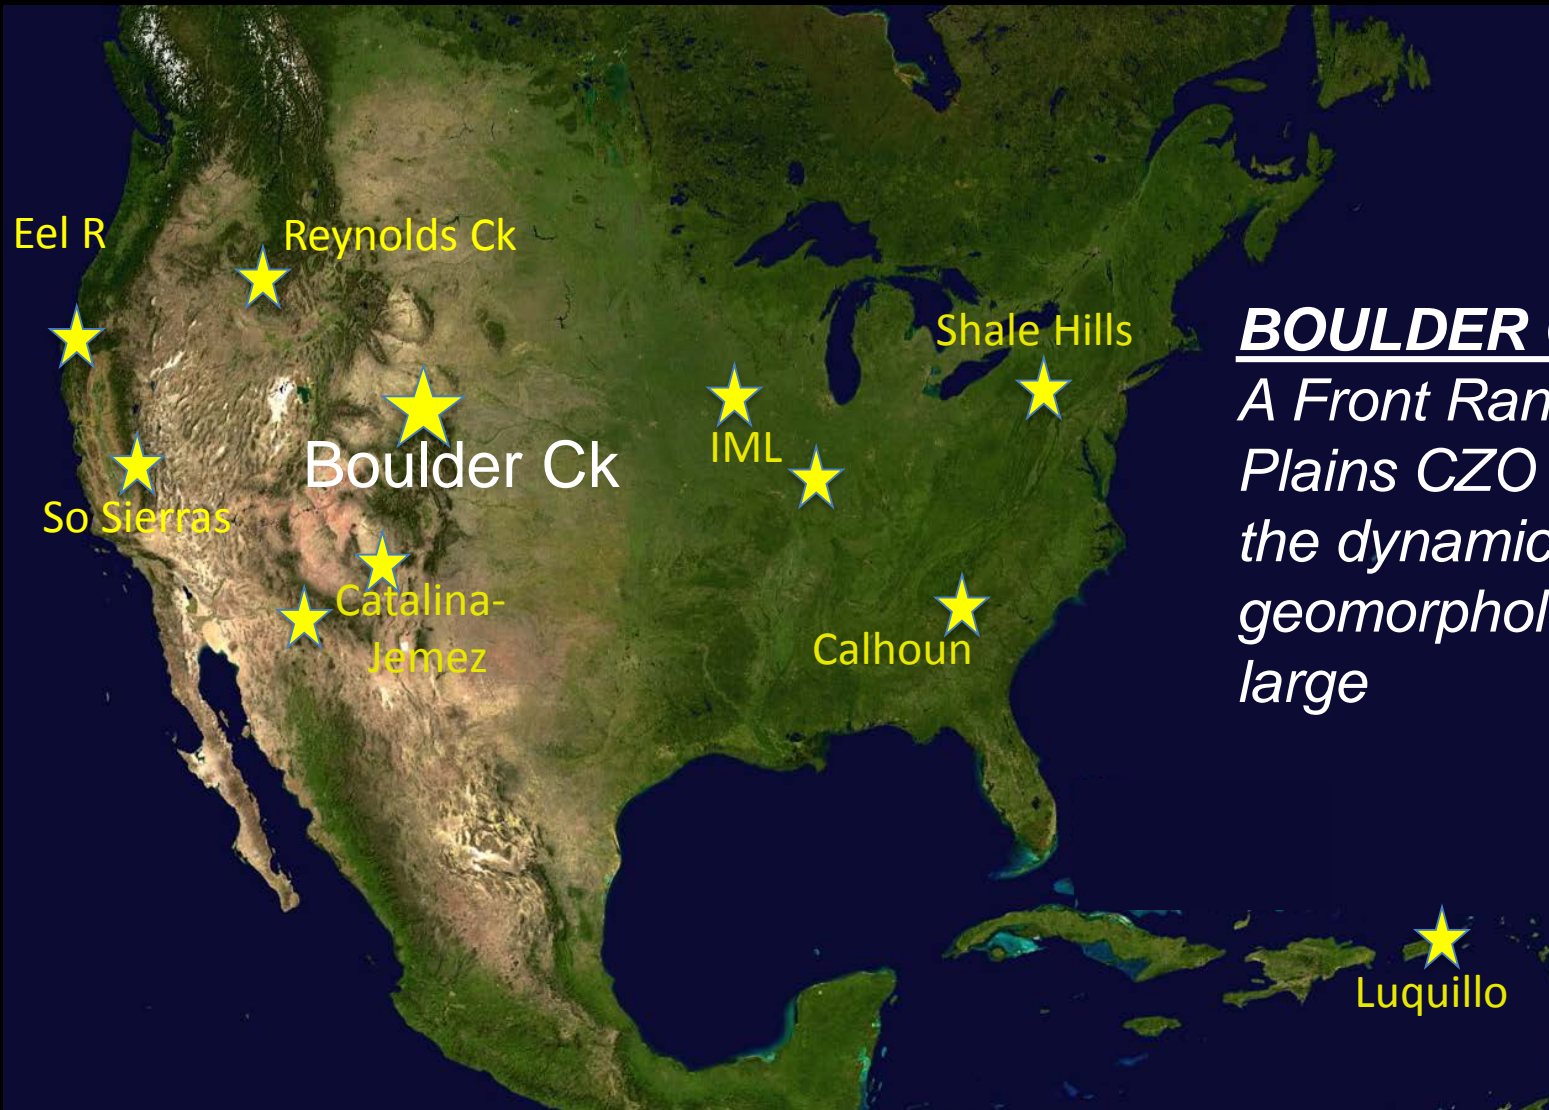 Eel R
Reynolds Ck
Shale Hills
Boulder Ck
IML
So Sierras
Catalina-
Jemez
Calhoun
Luquillo
BOULDER
A Front Ran
Plains CZO
the dynamic
geomorphol
large